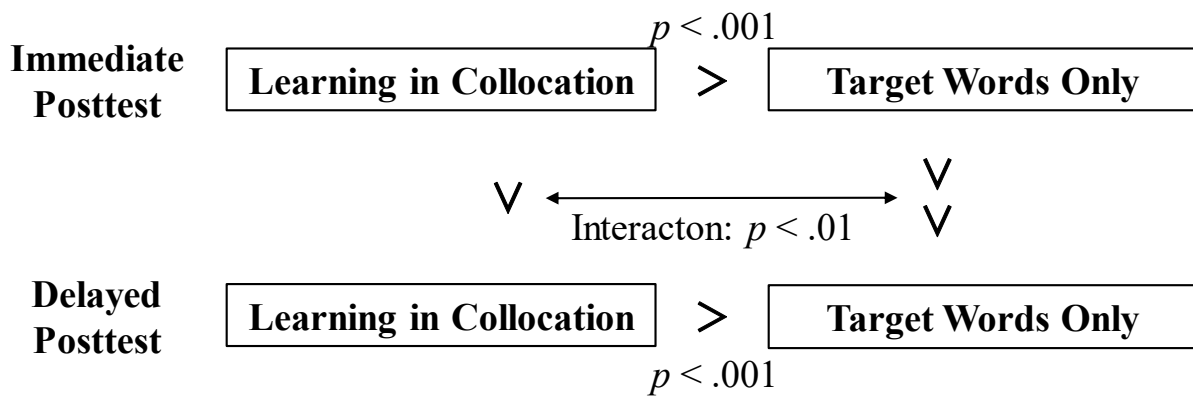 p < .001
Immediate
Posttest
Learning in Collocation
>
Target Words Only
Interacton: p < .01
Delayed
Posttest
Learning in Collocation
>
Target Words Only
p < .001